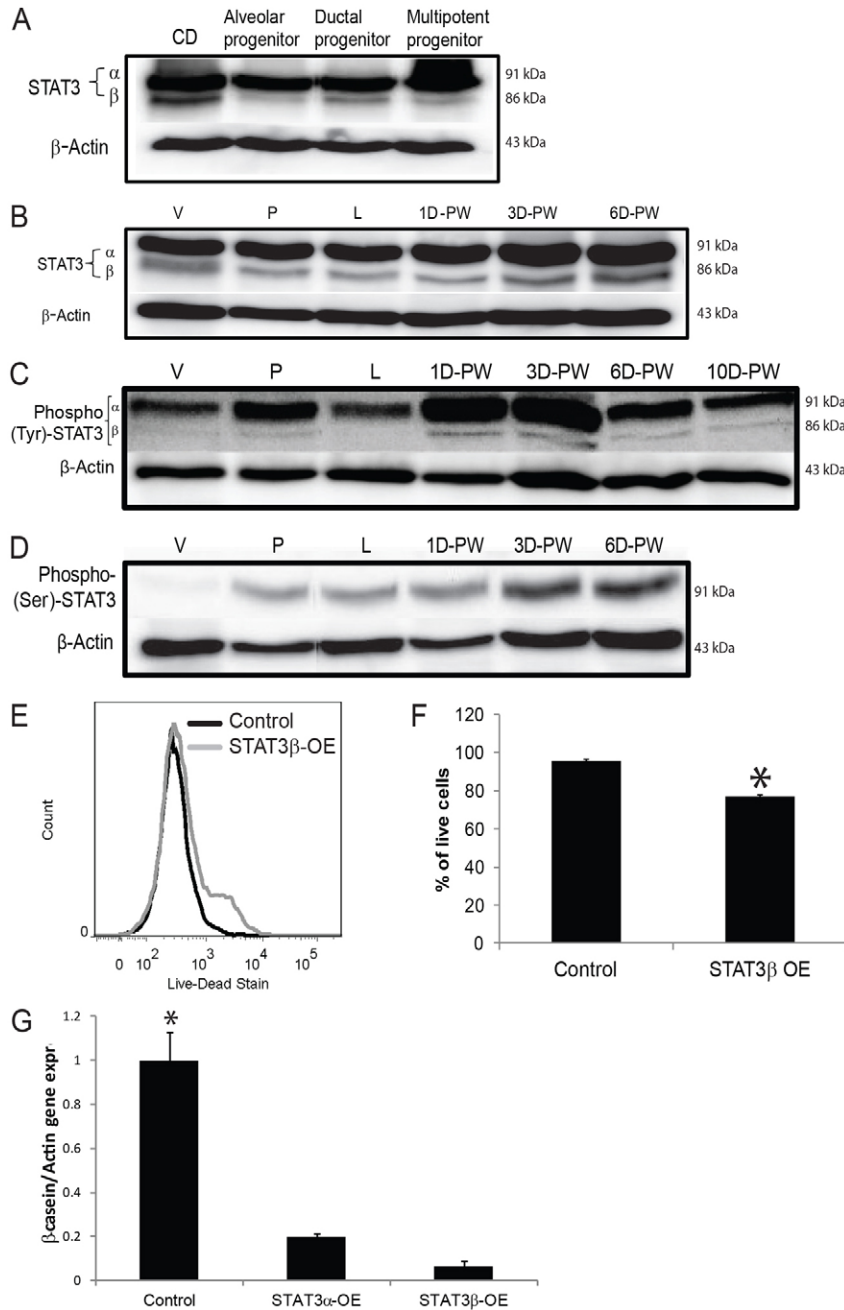 A
CD
Alveolar progenitor
Ductal progenitor
Multipotent progenitor
STAT3 { α β
91 kDa
86 kDa
β-Actin
43 kDa
B
V P L 1D-PW 3D-PW 6D-PW
STAT3 { α β
91 kDa
86 kDa
β-Actin
43 kDa
C
V P L 1D-PW 3D-PW 6D-PW 10D-PW
Phospho
(Tyr)-STAT3
α
β
91 kDa
86 kDa
β-Actin
43 kDa
D
V P L 1D-PW 3D-PW 6D-PW
Phospho-
(Ser)-STAT3
91 kDa
β-Actin
43 kDa
E
Control
STAT3β-OE
Count
0
0 10² 10³ 10⁴ 10⁵
Live-Dead Stain
F
% of live cells
120
100
80
60
40
20
0
*
Control STAT3β OE
G
β-casein/Actin gene expr
1.2
1
0.8
0.6
0.4
0.2
0
*
Control STAT3α-OE STAT3β-OE